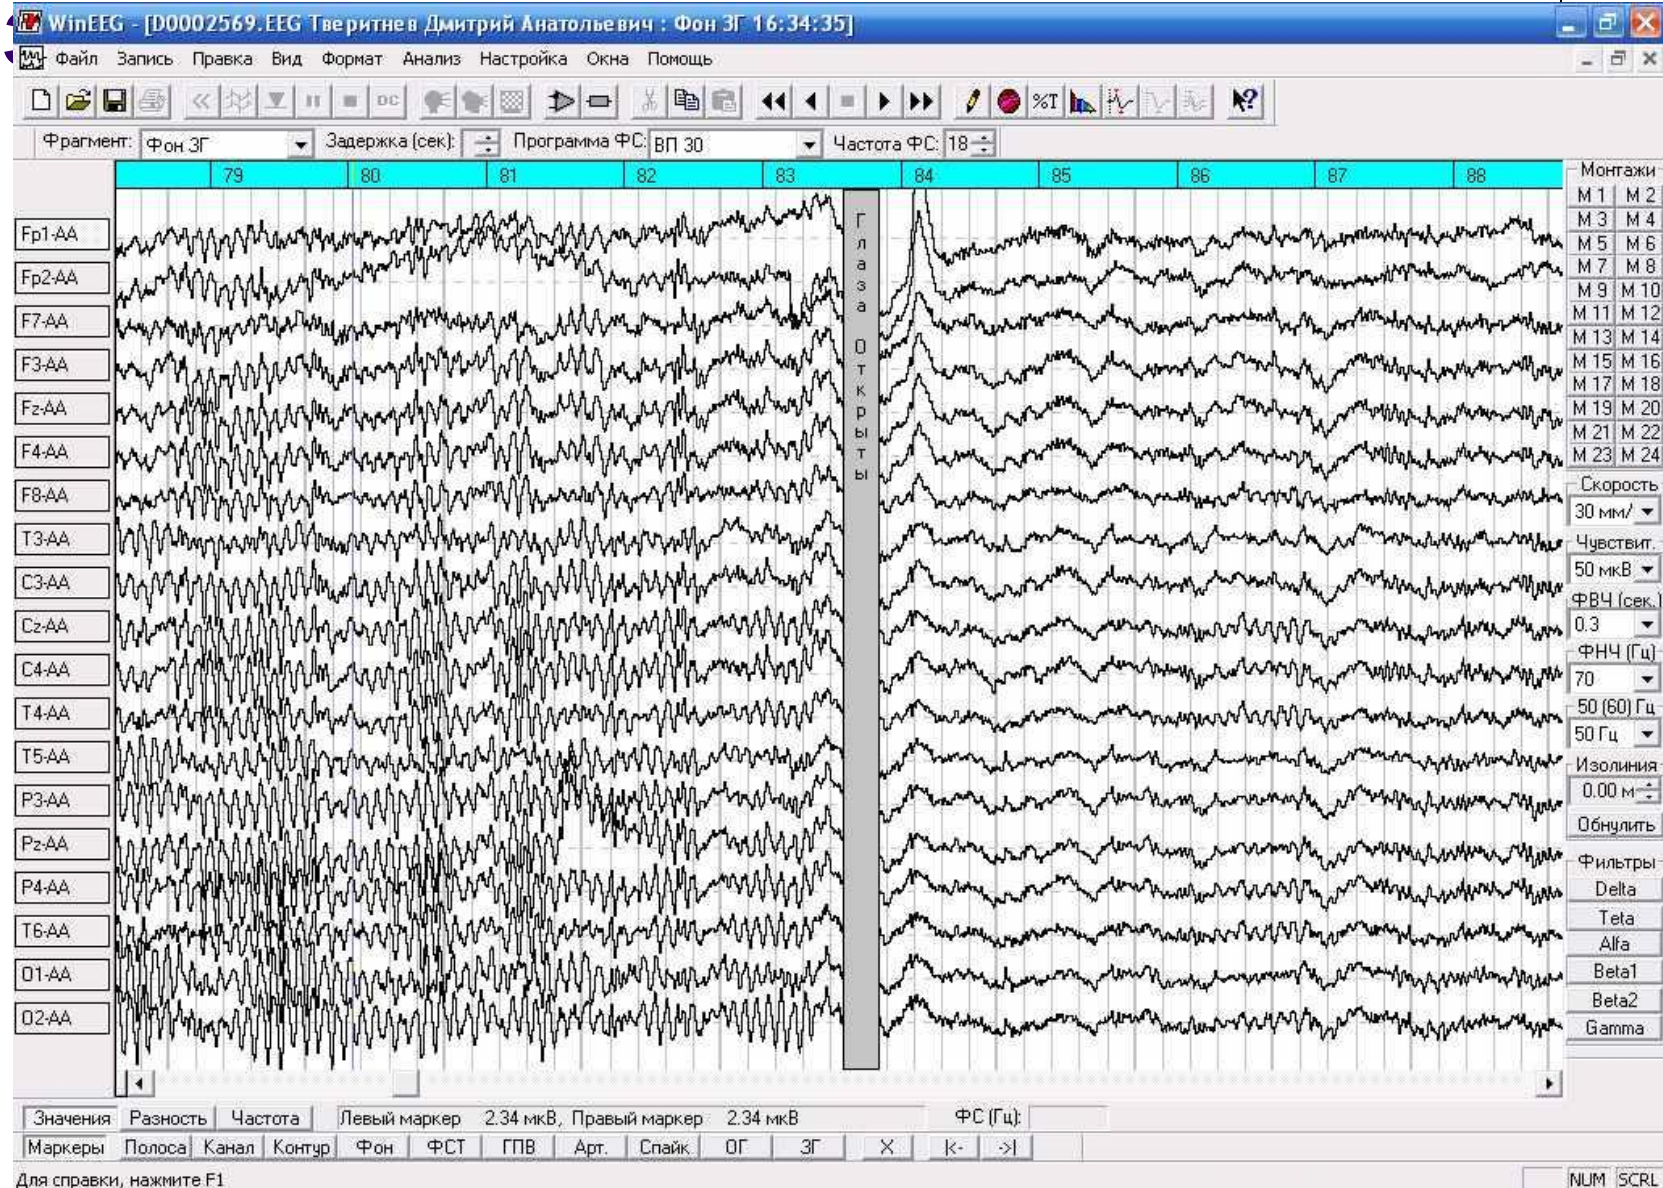 WinEEG - [D0002569.EEG Тверитнев Дмитрий Анатольевич : Фон ЗГ 16:34:35]
Файл Запись Правка Вид Формат Анализ Настройка Окна Помощь
DC %T
Фрагмент: Фон ЗГ Задержка (сек): Программа ФС: ВП 30 Частота ФС: 18
79 80 81 82 83 84 85 86 87 88
Fp1-AA
Fp2-AA
F7-AA
F3-AA
Fz-AA
F4-AA
F8-AA
T3-AA
C3-AA
Cz-AA
C4-AA
T4-AA
T5-AA
P3-AA
Pz-AA
P4-AA
T6-AA
O1-AA
O2-AA
Глаза Открыты
Монтажи
М 1 М 2
М 3 М 4
М 5 М 6
М 7 М 8
М 9 М 10
М 11 М 12
М 13 М 14
М 15 М 16
М 17 М 18
М 19 М 20
М 21 М 22
М 23 М 24
Скорость
30 мм/
Чувствит.
50 мкВ
ФВЧ (сек.)
0.3
ФНЧ (Гц)
70
50 (60) Гц
50 Гц
Изолиния
0.00 м
Обнулить
Фильтры
Delta
Teta
Alfa
Beta1
Beta2
Gamma
Значения Разность Частота Левый маркер 2.34 мкВ, Правый маркер 2.34 мкВ ФС (Гц):
Маркеры Полоса Канал Контур Фон ФСТ ГПВ Арт. Спайк ОГ ЗГ X |<- ->|
Для справки, нажмите F1 NUM SCRL